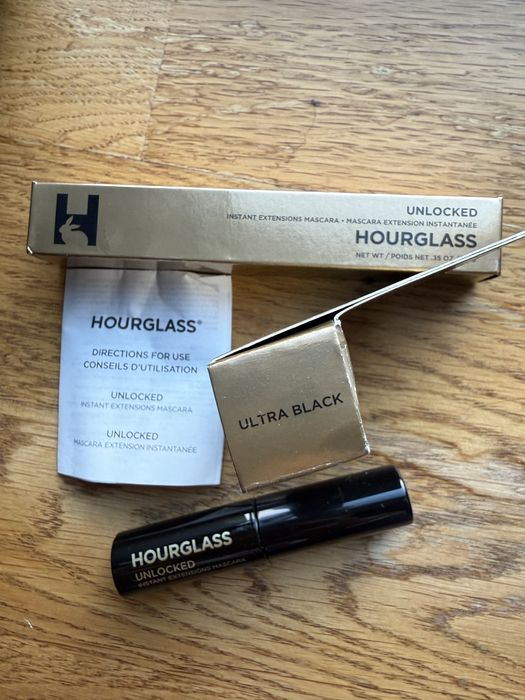 H
UNLOCKED
INSTANT EXTENSIONS MASCARA • MASCARA EXTENSION INSTANTANÉE
HOURGLASS
NET WT / POIDS NET .35 OZ
HOURGLASS®
DIRECTIONS FOR USE
CONSEILS D'UTILISATION
UNLOCKED
INSTANT EXTENSIONS MASCARA
UNLOCKED
MASCARA EXTENSION INSTANTANÉE
ULTRA BLACK
HOURGLASS
UNLOCKED
INSTANT EXTENSIONS MASCARA